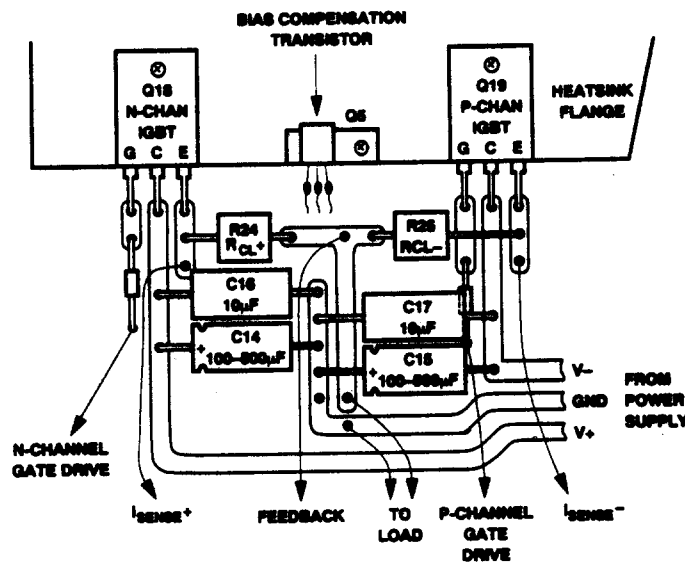 BIAS COMPENSATION
TRANSISTOR
Q18
N-CHAN
IGBT
G C E
Q5
Q19
P-CHAN
IGBT
G C E
HEATSINK
FLANGE
R24
RCL+
R25
RCL–
C16
10µF
C17
10µF
C14
+ 100–500µF
C15
+ 100–500µF
V–
GND
V+
FROM
POWER
SUPPLY
N-CHANNEL
GATE DRIVE
ISENSE+
FEEDBACK
TO
LOAD
P-CHANNEL
GATE
DRIVE
ISENSE–